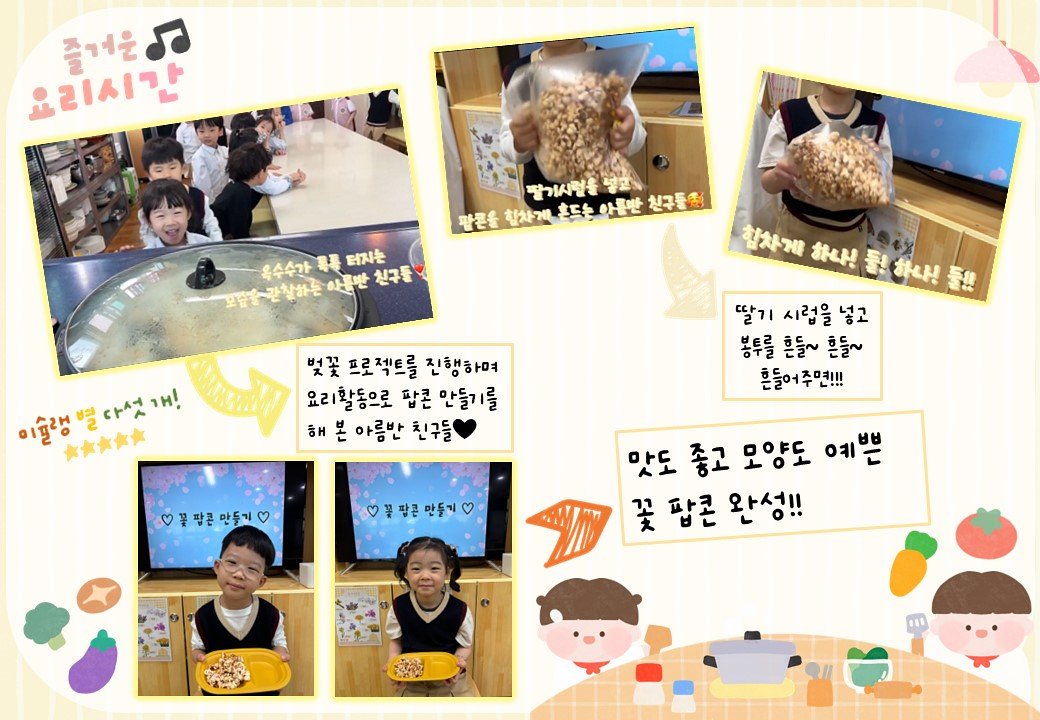 즐거운
요리시간
옥수수가 톡톡 터지는
모습을 관찰하는 아름반 친구들❣
딸기시럽을 넣고
팝콘을 힘차게 흔드는 아름반 친구들🥰
힘차게 하나! 둘! 하나! 둘!!
딸기 시럽을 넣고
봉투를 흔들~ 흔들~
흔들어주면!!!
벚꽃 프로젝트를 진행하며
요리활동으로 팝콘 만들기를
해 본 아름반 친구들♥
미슐랭 별 다섯 개!
맛도 좋고 모양도 예쁜
꽃 팝콘 완성!!
♡ 꽃 팝콘 만들기 ♡
♡ 꽃 팝콘 만들기 ♡